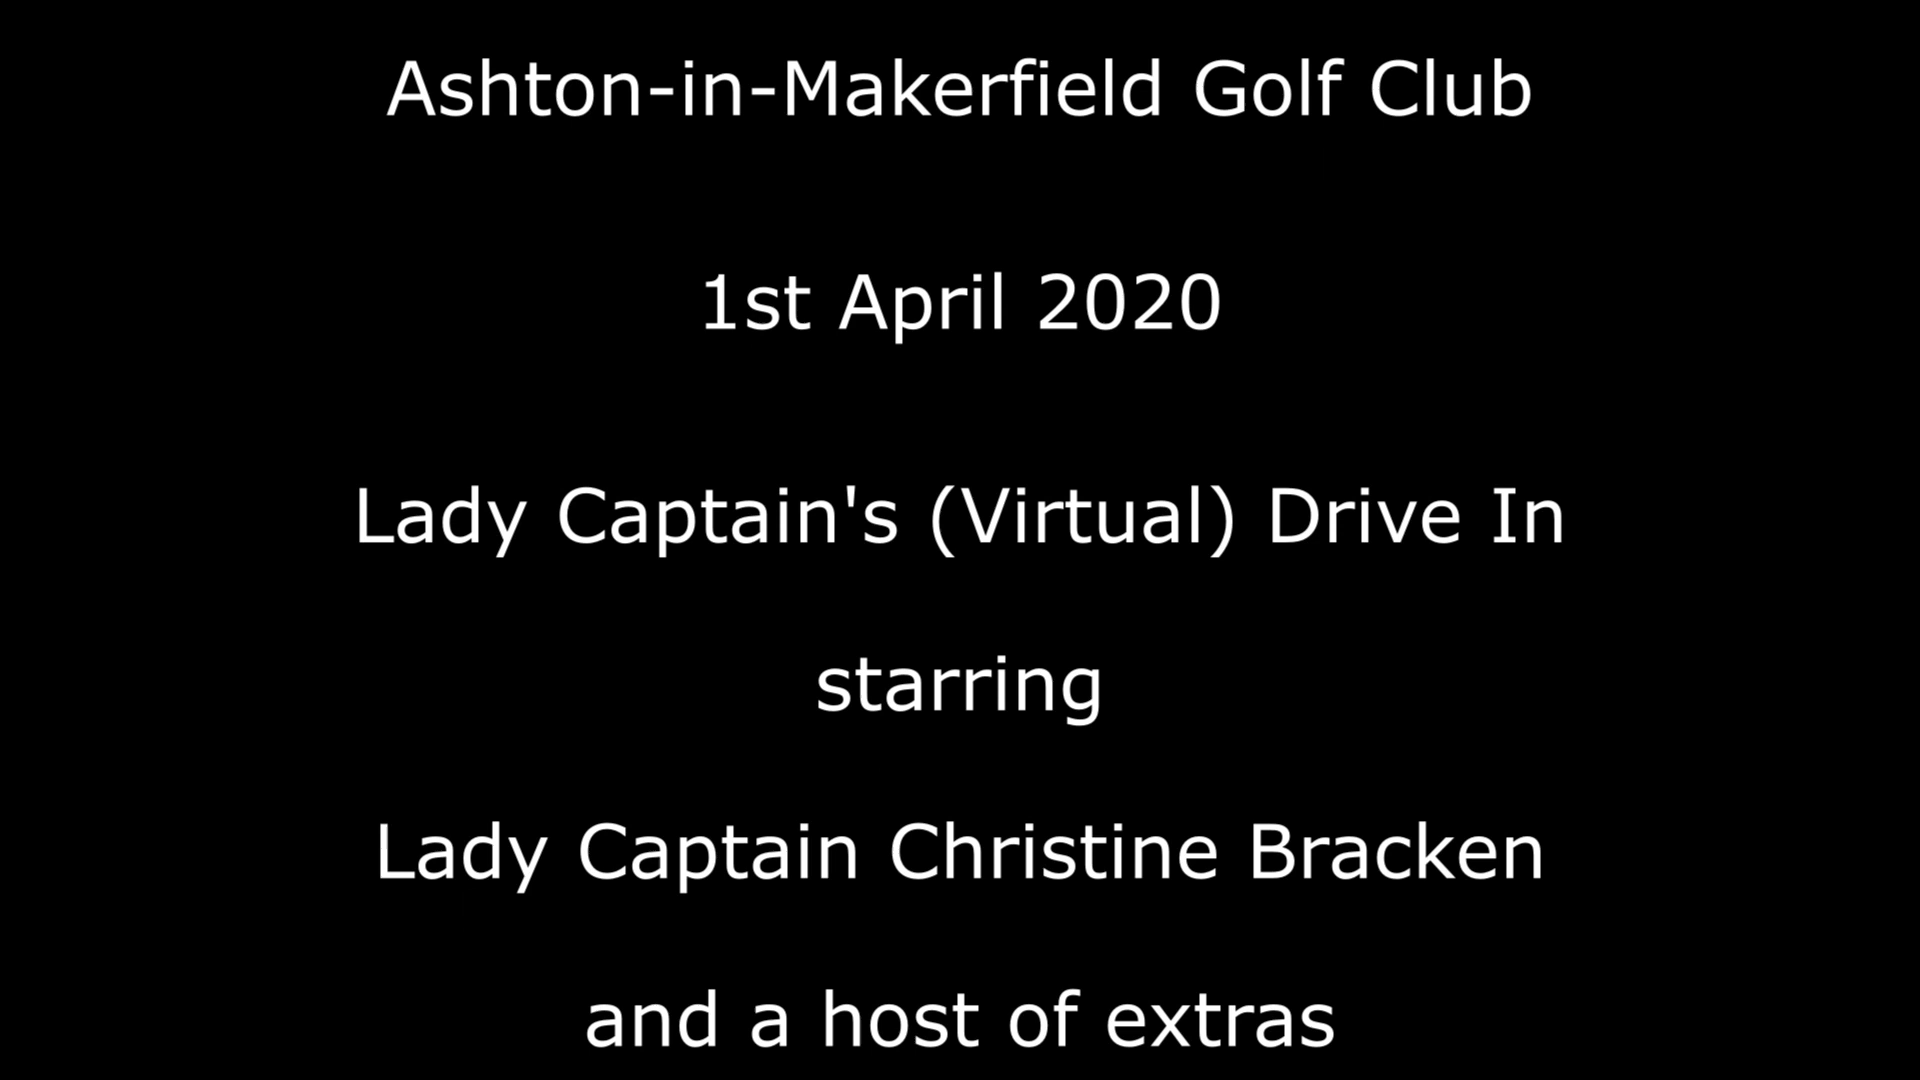 Ashton-in-Makerfield Golf Club
1st April 2020
Lady Captain's (Virtual) Drive In
starring
Lady Captain Christine Bracken
and a host of extras